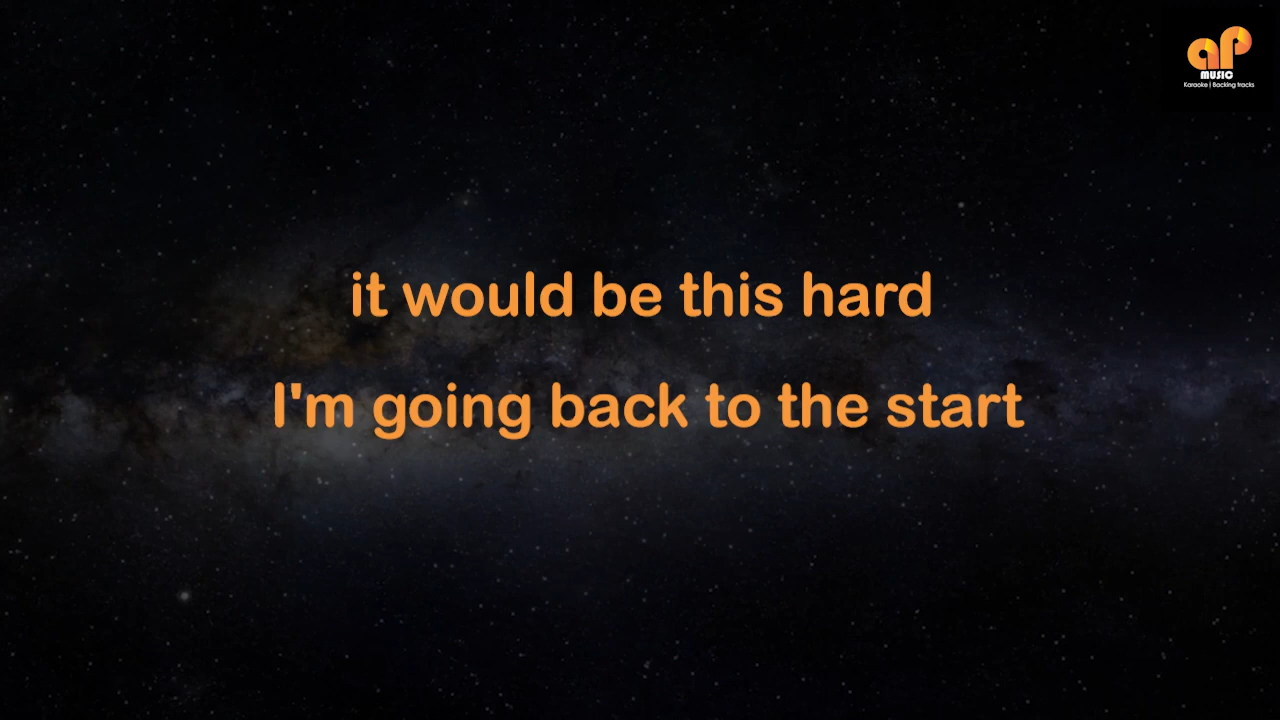 aP
MUSIC
Karaoke | Backing tracks
it would be this hard
I'm going back to the start